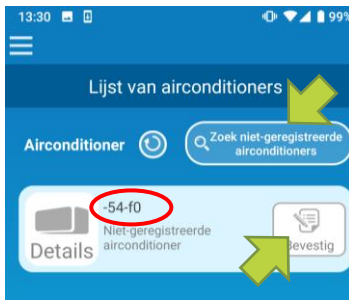 13:30 99%
Lijst van airconditioners
Airconditioner
Zoek niet-geregistreerde
airconditioners
-54-f0
Niet-geregistreerde
airconditioner
Details
Bevestig